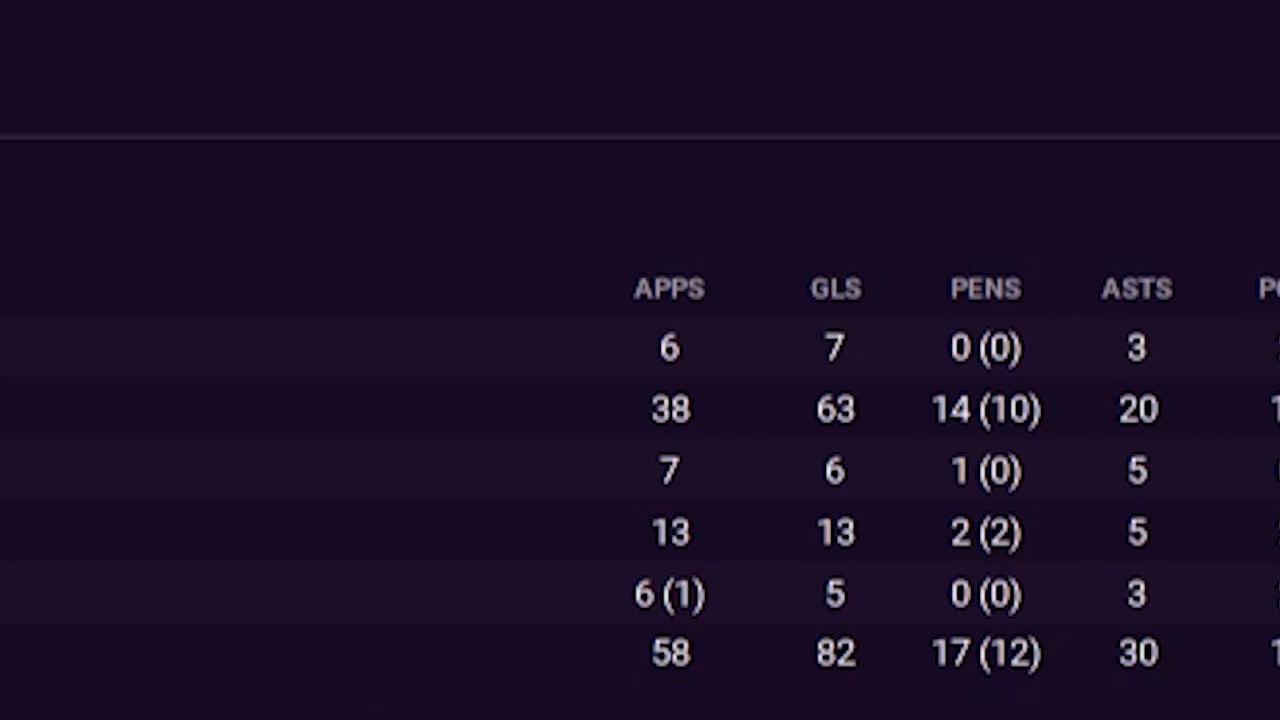 APPS GLS PENS ASTS
6 7 0 (0) 3
38 63 14 (10) 20
7 6 1 (0) 5
13 13 2 (2) 5
6 (1) 5 0 (0) 3
58 82 17 (12) 30